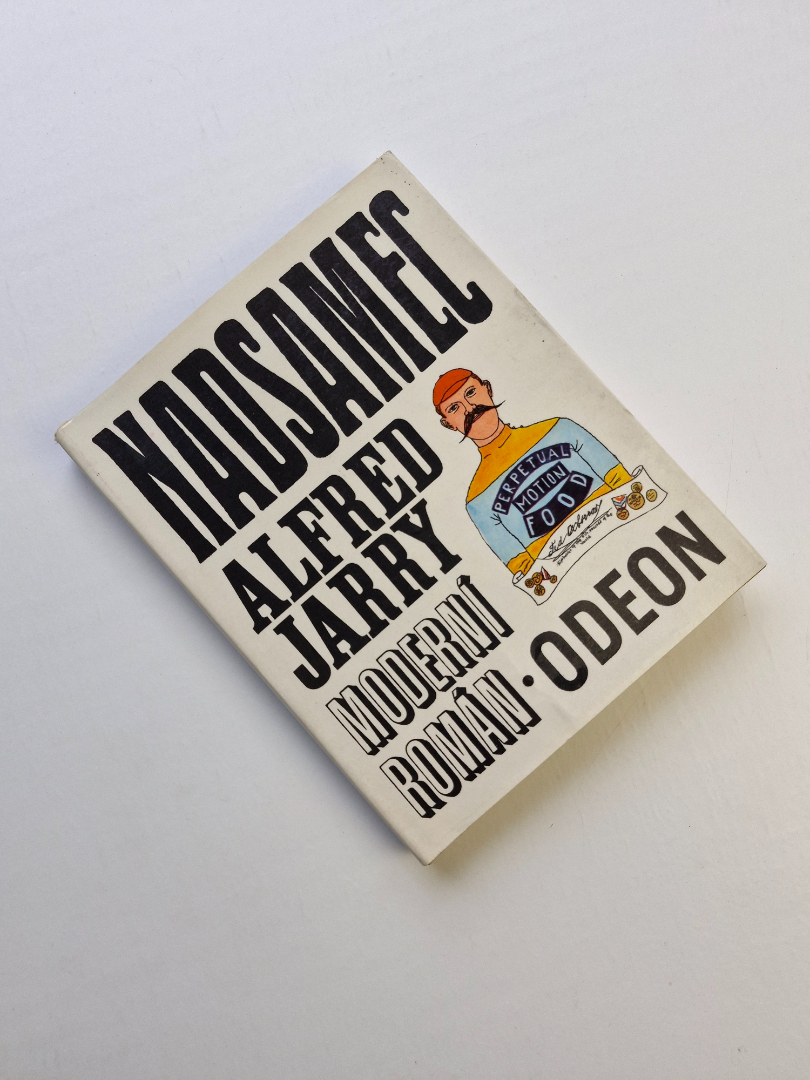 NADSAMEC
ALFRED
JARRY
MODERNÍ
ROMÁN · ODEON
PERPETUAL
MOTION
FOOD